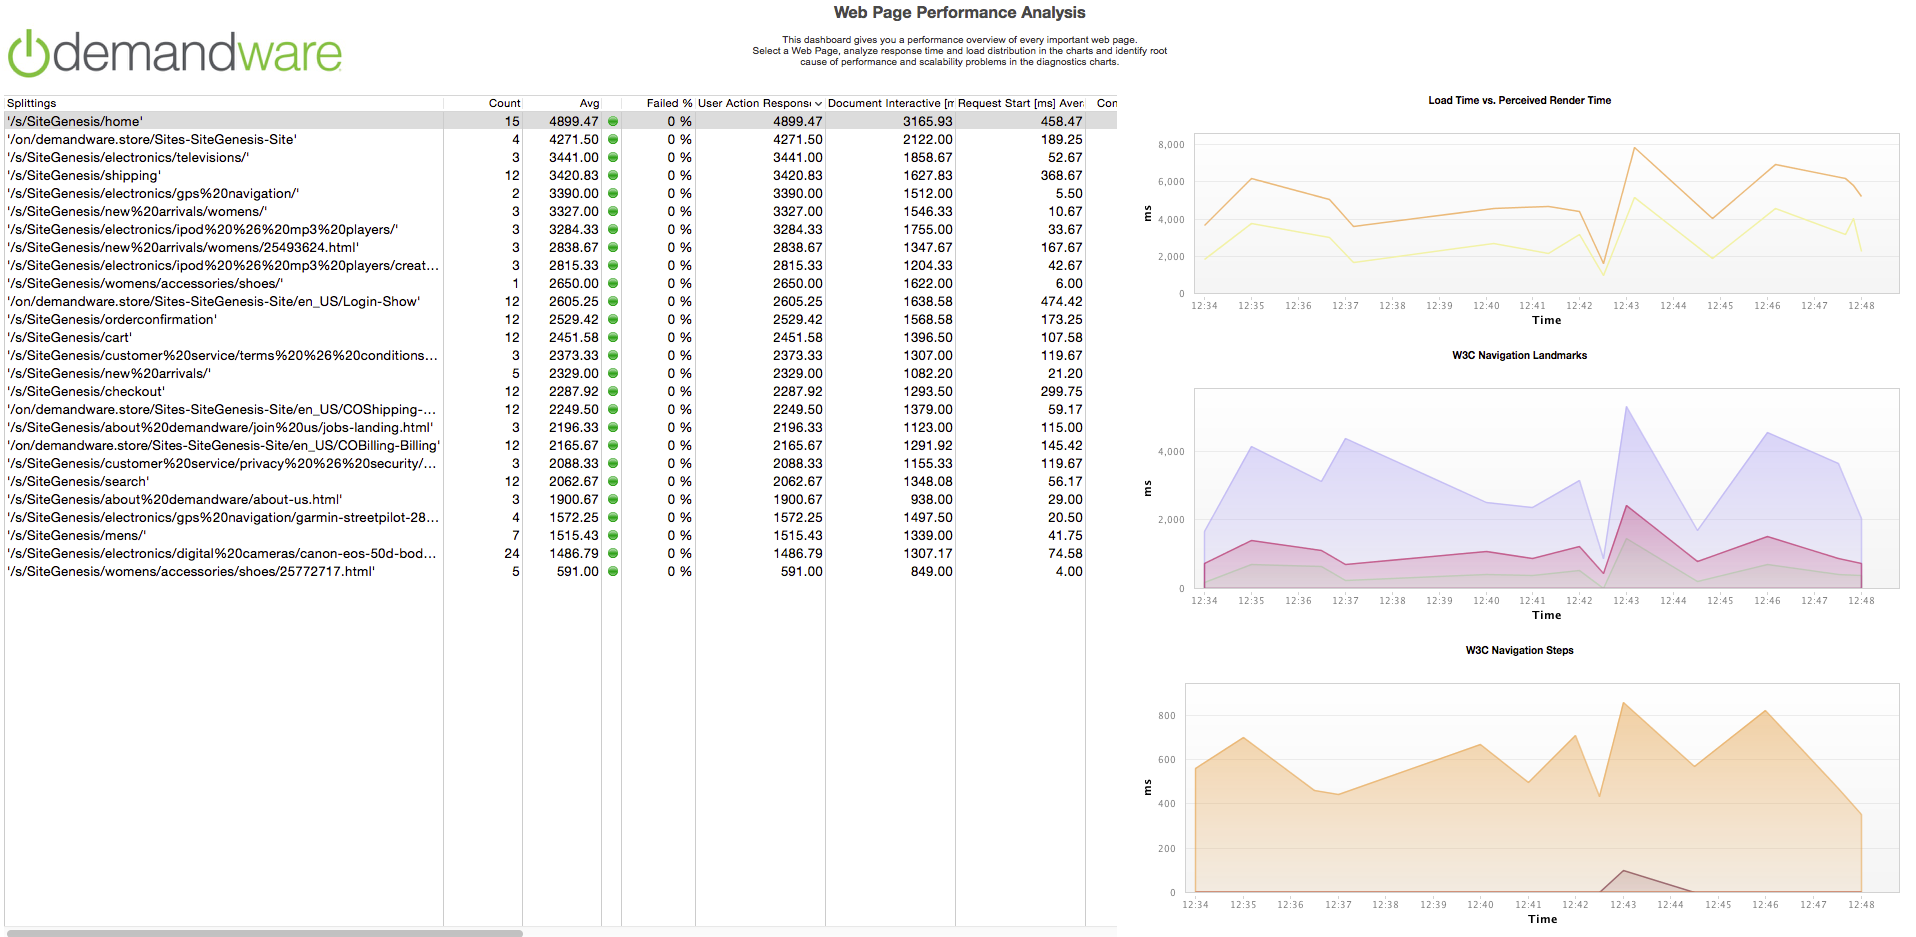 Web Page Performance Analysis
demandware
This dashboard gives you a performance overview of every important web page.
Select a Web Page, analyze response time and load distribution in the charts and identify root
cause of performance and scalability problems in the diagnostics charts.
Splittings Count Avg Failed % User Action Respons Document Interactive [m Request Start [ms] Aver Con
'/s/SiteGenesis/home' 15 4899.47 0 % 4899.47 3165.93 458.47
'/on/demandware.store/Sites-SiteGenesis-Site' 4 4271.50 0 % 4271.50 2122.00 189.25
'/s/SiteGenesis/electronics/televisions/' 3 3441.00 0 % 3441.00 1858.67 52.67
'/s/SiteGenesis/shipping' 12 3420.83 0 % 3420.83 1627.83 368.67
'/s/SiteGenesis/electronics/gps%20navigation/' 2 3390.00 0 % 3390.00 1512.00 5.50
'/s/SiteGenesis/new%20arrivals/womens/' 3 3327.00 0 % 3327.00 1546.33 10.67
'/s/SiteGenesis/electronics/ipod%20%26%20mp3%20players/' 3 3284.33 0 % 3284.33 1755.00 33.67
'/s/SiteGenesis/new%20arrivals/womens/25493624.html' 3 2838.67 0 % 2838.67 1347.67 167.67
'/s/SiteGenesis/electronics/ipod%20%26%20mp3%20players/creat... 3 2815.33 0 % 2815.33 1204.33 42.67
'/s/SiteGenesis/womens/accessories/shoes/' 1 2650.00 0 % 2650.00 1622.00 6.00
'/on/demandware.store/Sites-SiteGenesis-Site/en_US/Login-Show' 12 2605.25 0 % 2605.25 1638.58 474.42
'/s/SiteGenesis/orderconfirmation' 12 2529.42 0 % 2529.42 1568.58 173.25
'/s/SiteGenesis/cart' 12 2451.58 0 % 2451.58 1396.50 107.58
'/s/SiteGenesis/customer%20service/terms%20%26%20conditions... 3 2373.33 0 % 2373.33 1307.00 119.67
'/s/SiteGenesis/new%20arrivals/' 5 2329.00 0 % 2329.00 1082.20 21.20
'/s/SiteGenesis/checkout' 12 2287.92 0 % 2287.92 1293.50 299.75
'/on/demandware.store/Sites-SiteGenesis-Site/en_US/COShipping-... 12 2249.50 0 % 2249.50 1379.00 59.17
'/s/SiteGenesis/about%20demandware/join%20us/jobs-landing.html' 3 2196.33 0 % 2196.33 1123.00 115.00
'/on/demandware.store/Sites-SiteGenesis-Site/en_US/COBilling-Billing' 12 2165.67 0 % 2165.67 1291.92 145.42
'/s/SiteGenesis/customer%20service/privacy%20%26%20security/... 3 2088.33 0 % 2088.33 1155.33 119.67
'/s/SiteGenesis/search' 12 2062.67 0 % 2062.67 1348.08 56.17
'/s/SiteGenesis/about%20demandware/about-us.html' 3 1900.67 0 % 1900.67 938.00 29.00
'/s/SiteGenesis/electronics/gps%20navigation/garmin-streetpilot-28... 4 1572.25 0 % 1572.25 1497.50 20.50
'/s/SiteGenesis/mens/' 7 1515.43 0 % 1515.43 1339.00 41.75
'/s/SiteGenesis/electronics/digital%20cameras/canon-eos-50d-bod... 24 1486.79 0 % 1486.79 1307.17 74.58
'/s/SiteGenesis/womens/accessories/shoes/25772717.html' 5 591.00 0 % 591.00 849.00 4.00
Load Time vs. Perceived Render Time
8,000
6,000
4,000
2,000
0
ms
12:34 12:35 12:36 12:37 12:38 12:39 12:40 12:41 12:42 12:43 12:44 12:45 12:46 12:47 12:48
Time
W3C Navigation Landmarks
4,000
2,000
0
ms
12:34 12:35 12:36 12:37 12:38 12:39 12:40 12:41 12:42 12:43 12:44 12:45 12:46 12:47 12:48
Time
W3C Navigation Steps
800
600
400
200
0
ms
12:34 12:35 12:36 12:37 12:38 12:39 12:40 12:41 12:42 12:43 12:44 12:45 12:46 12:47 12:48
Time